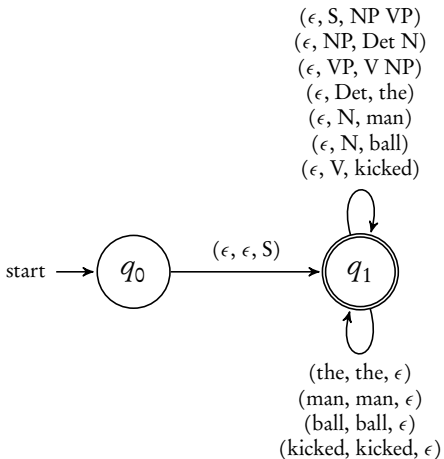 (ϵ, S, NP VP)
(ϵ, NP, Det N)
(ϵ, VP, V NP)
(ϵ, Det, the)
(ϵ, N, man)
(ϵ, N, ball)
(ϵ, V, kicked)
(ϵ, ϵ, S)
start
q₀
q₁
(the, the, ϵ)
(man, man, ϵ)
(ball, ball, ϵ)
(kicked, kicked, ϵ)